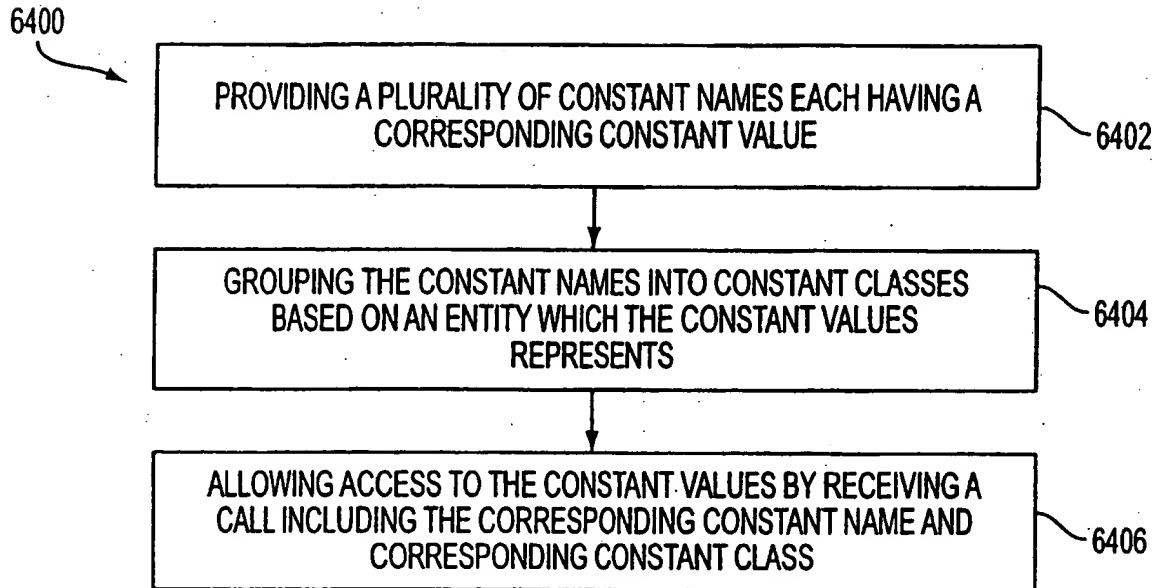 6400
PROVIDING A PLURALITY OF CONSTANT NAMES EACH HAVING A
CORRESPONDING CONSTANT VALUE
6402
GROUPING THE CONSTANT NAMES INTO CONSTANT CLASSES
BASED ON AN ENTITY WHICH THE CONSTANT VALUES
REPRESENTS
6404
ALLOWING ACCESS TO THE CONSTANT VALUES BY RECEIVING A
CALL INCLUDING THE CORRESPONDING CONSTANT NAME AND
CORRESPONDING CONSTANT CLASS
6406